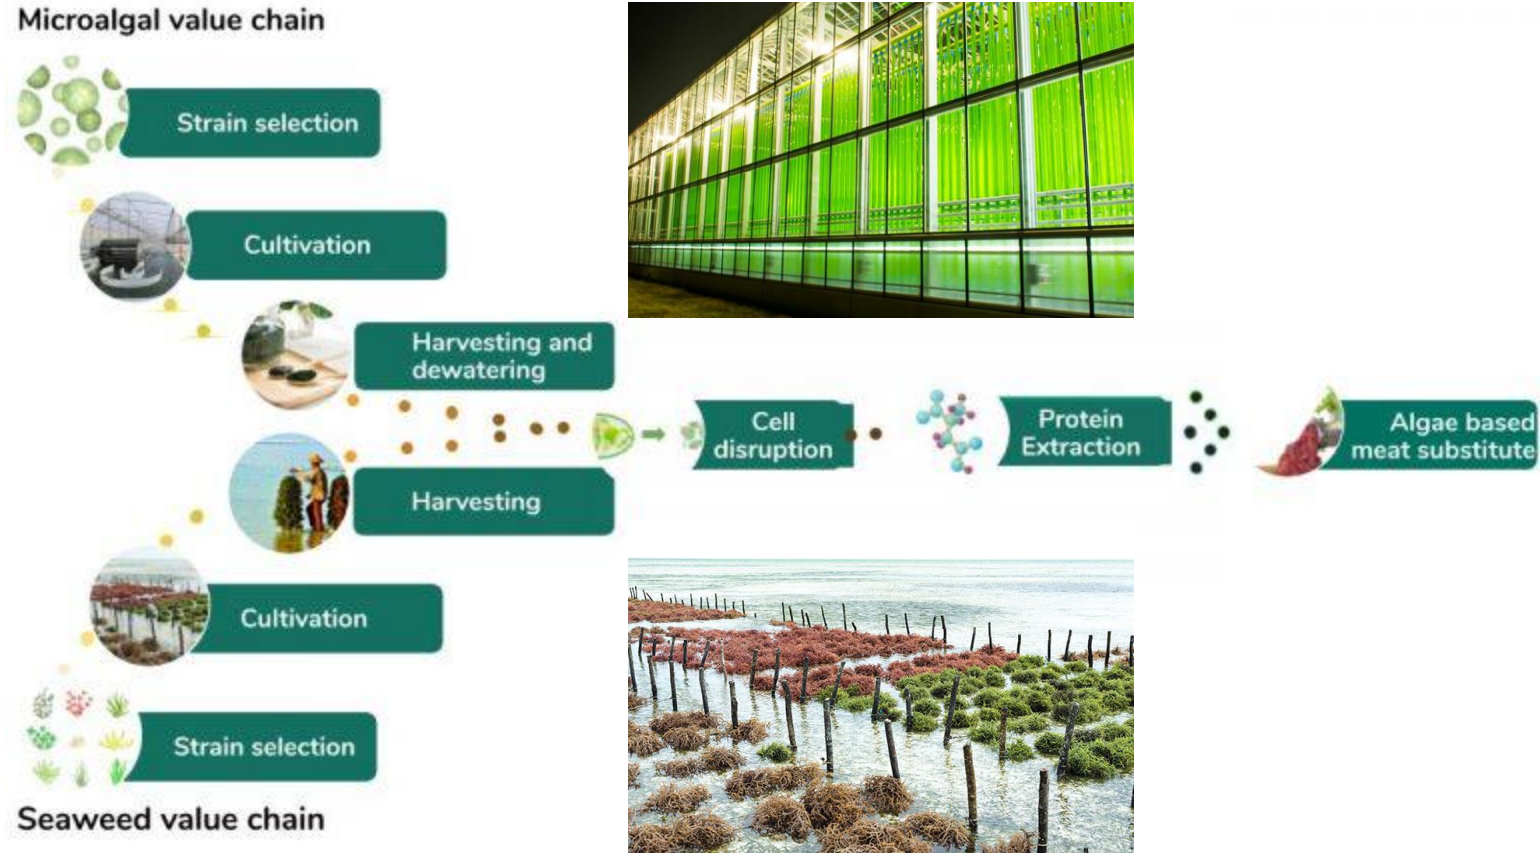 Microalgal value chain
Strain selection
Cultivation
Harvesting and
dewatering
Cell
disruption
Protein
Extraction
Algae based
meat substitute
Harvesting
Cultivation
Strain selection
Seaweed value chain